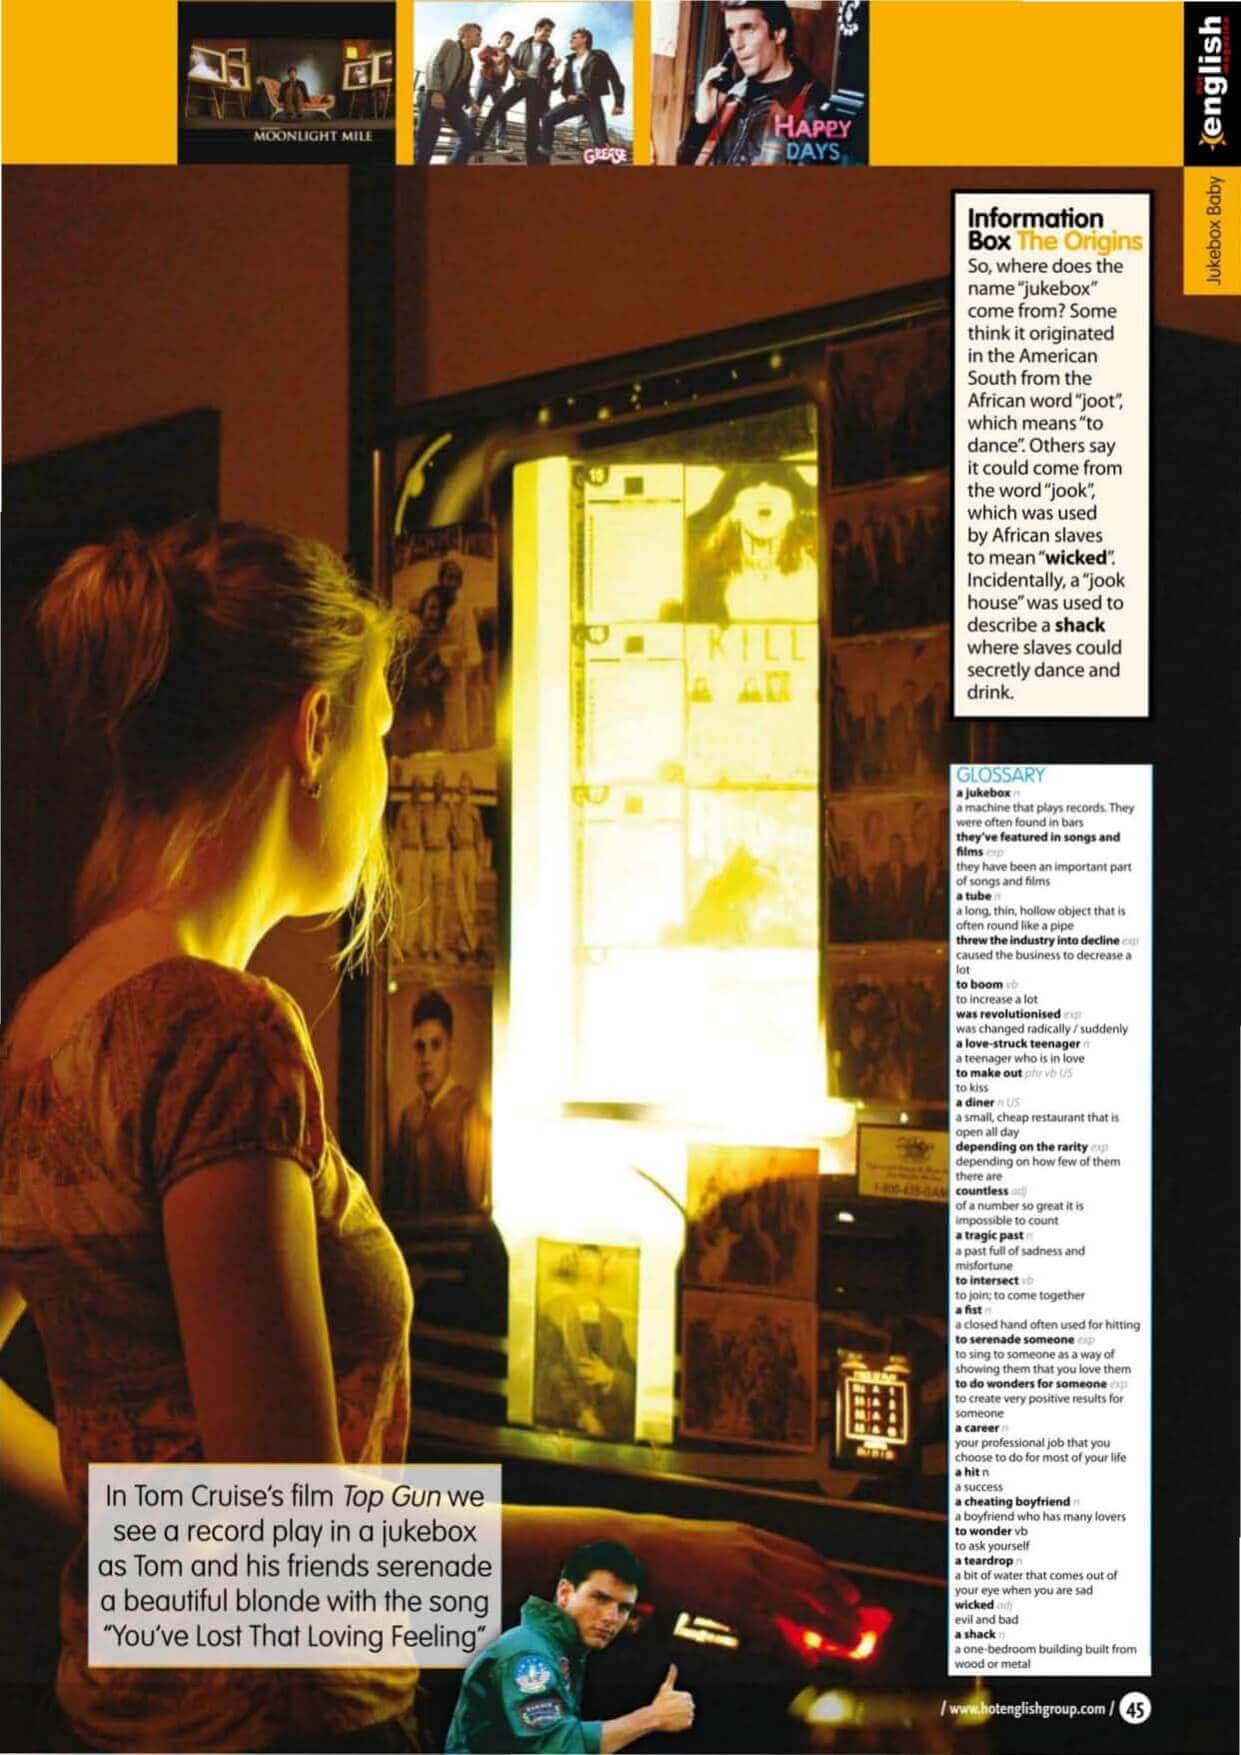 MOONLIGHT MILE
GREASE
HAPPY
DAYS
hot
english
magazine
Jukebox Baby
Information
Box The Origins
So, where does the
name "jukebox"
come from? Some
think it originated
in the American
South from the
African word "joot",
which means "to
dance". Others say
it could come from
the word "jook",
which was used
by African slaves
to mean "wicked".
Incidentally, a "jook
house" was used to
describe a shack
where slaves could
secretly dance and
drink.
KILL
GLOSSARY
a jukebox n
a machine that plays records. They
were often found in bars
they've featured in songs and
films exp
they have been an important part
of songs and films
a tube n
a long, thin, hollow object that is
often round like a pipe
threw the industry into decline exp
caused the business to decrease a
lot
to boom vb
to increase a lot
was revolutionised exp
was changed radically / suddenly
a love-struck teenager n
a teenager who is in love
to make out phr vb US
to kiss
a diner n US
a small, cheap restaurant that is
open all day
depending on the rarity exp
depending on how few of them
there are
countless adj
of a number so great it is
impossible to count
a tragic past n
a past full of sadness and
misfortune
to intersect vb
to join; to come together
a fist n
a closed hand often used for hitting
to serenade someone exp
to sing to someone as a way of
showing them that you love them
to do wonders for someone exp
to create very positive results for
someone
a career n
your professional job that you
choose to do for most of your life
a hit n
a success
a cheating boyfriend n
a boyfriend who has many lovers
to wonder vb
to ask yourself
a teardrop n
a bit of water that comes out of
your eye when you are sad
wicked adj
evil and bad
a shack n
a one-bedroom building built from
wood or metal
In Tom Cruise's film Top Gun we
see a record play in a jukebox
as Tom and his friends serenade
a beautiful blonde with the song
"You've Lost That Loving Feeling"
/ www.hotenglishgroup.com / 45